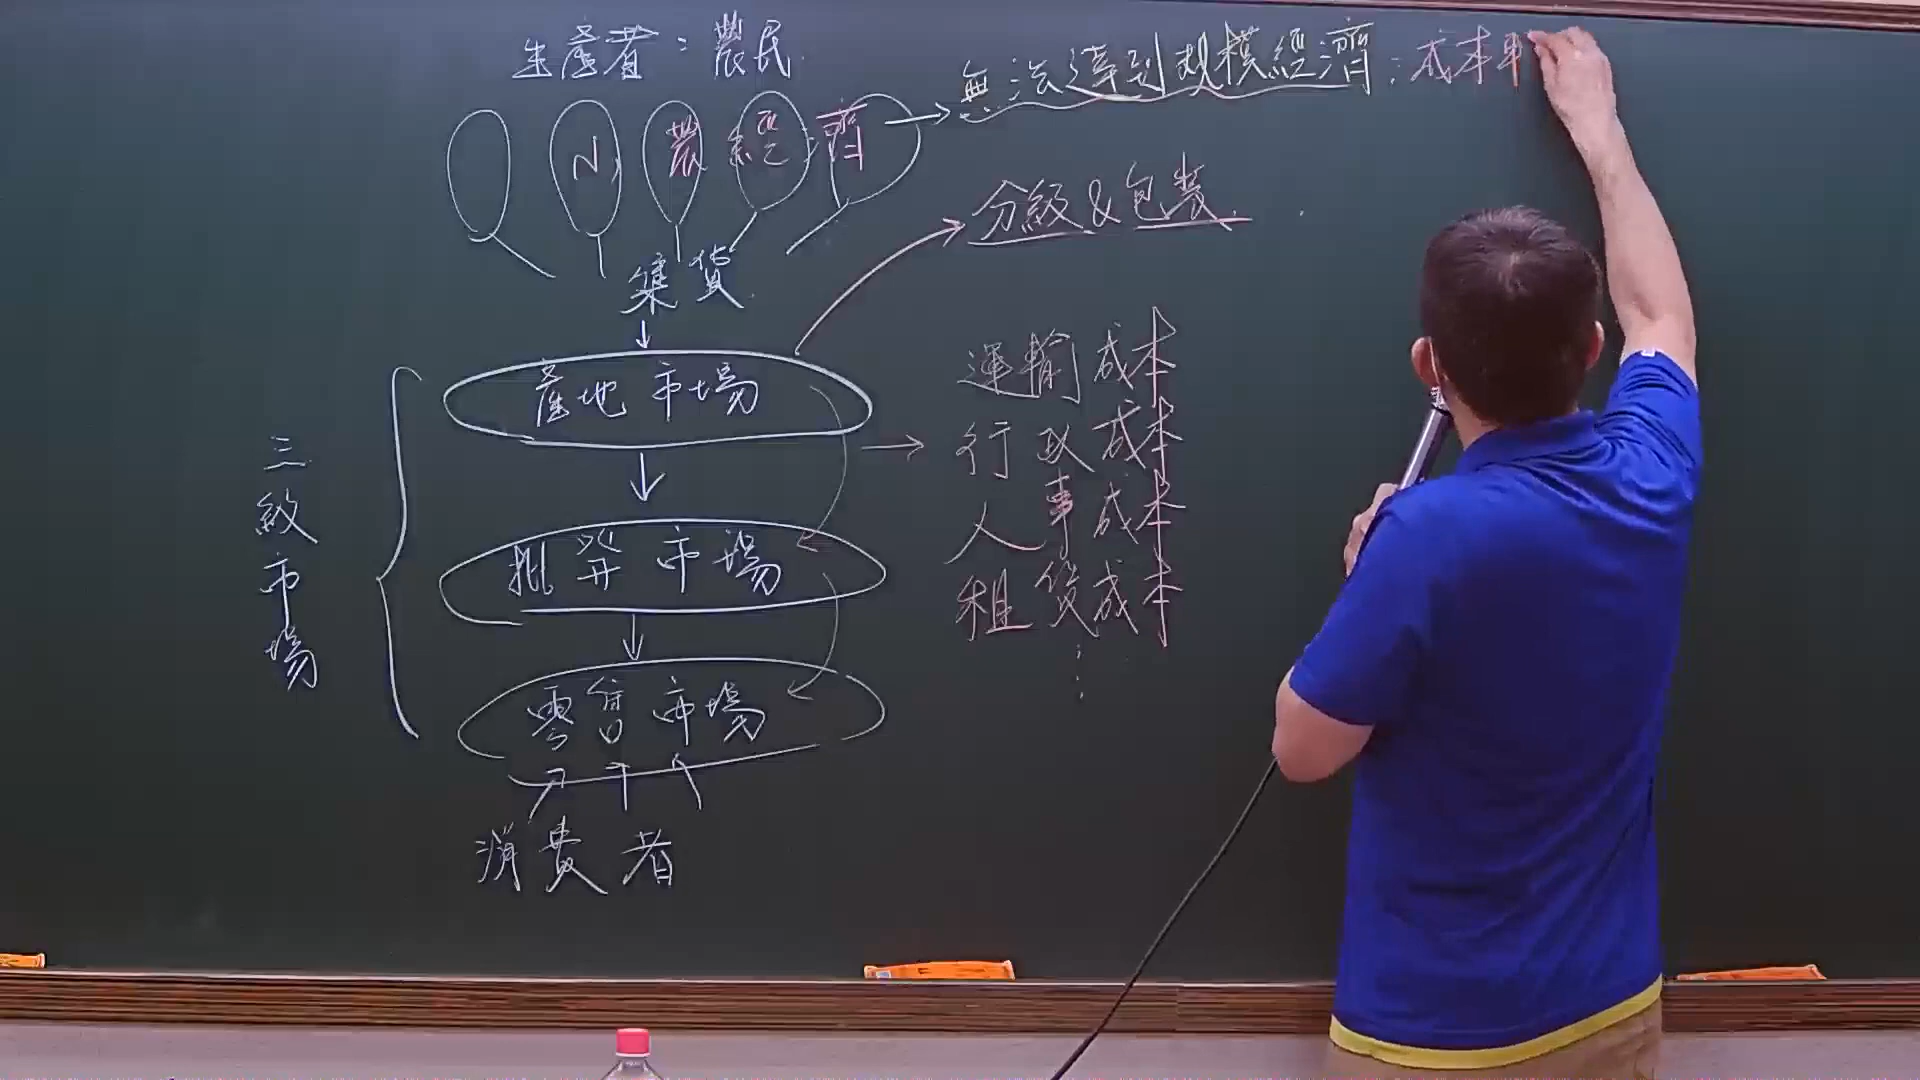 生產者：農民
小農經濟
無法達到規模經濟：成本
分級&包裝
集貨
產地市場
批発市場
零售市場
消費者
三級市場
運輸成本
行政成本
人事成本
租賃成本
⋮